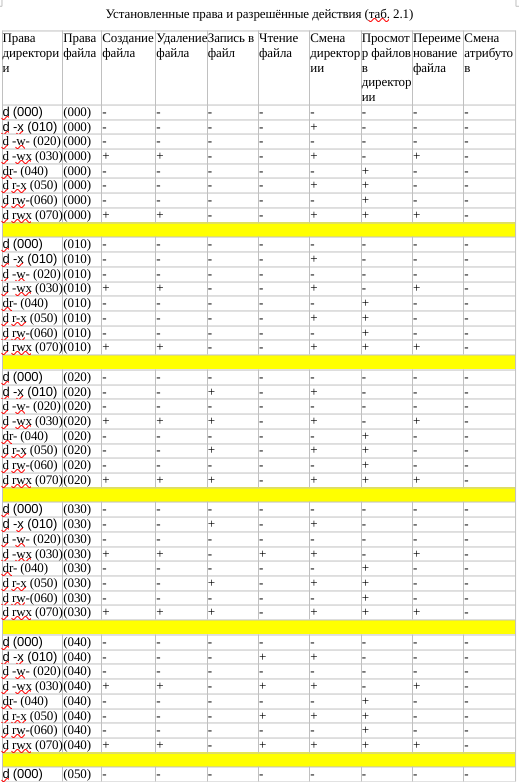 Установленные права и разрешённые действия (таб. 2.1)
Права директории Права файла Создание файла Удаление файла Запись в файл Чтение файла Смена директории Просмотр файлов в директории Переименование файла Смена атрибутов
d (000) (000) - - - - - - - -
d -x (010) (000) - - - - + - - -
d -w- (020) (000) - - - - - - - -
d -wx (030) (000) + + - - + - + -
dr- (040) (000) - - - - - + - -
d r-x (050) (000) - - - - + + - -
d rw-(060) (000) - - - - - + - -
d rwx (070) (000) + + - - + + + -
d (000) (010) - - - - - - - -
d -x (010) (010) - - - - + - - -
d -w- (020) (010) - - - - - - - -
d -wx (030) (010) + + - - + - + -
dr- (040) (010) - - - - - + - -
d r-x (050) (010) - - - - + + - -
d rw-(060) (010) - - - - - + - -
d rwx (070) (010) + + - - + + + -
d (000) (020) - - - - - - - -
d -x (010) (020) - - + - + - - -
d -w- (020) (020) - - - - - - - -
d -wx (030) (020) + + + - + - + -
dr- (040) (020) - - - - - + - -
d r-x (050) (020) - - + - + + - -
d rw-(060) (020) - - - - - + - -
d rwx (070) (020) + + + - + + + -
d (000) (030) - - - - - - - -
d -x (010) (030) - - + - + - - -
d -w- (020) (030) - - - - - - - -
d -wx (030) (030) + + - + + - + -
dr- (040) (030) - - - - - + - -
d r-x (050) (030) - - + - + + - -
d rw-(060) (030) - - - - - + - -
d rwx (070) (030) + + + - + + + -
d (000) (040) - - - - - - - -
d -x (010) (040) - - - + + - - -
d -w- (020) (040) - - - - - - - -
d -wx (030) (040) + + - + + - + -
dr- (040) (040) - - - - - + - -
d r-x (050) (040) - - - + + + - -
d rw-(060) (040) - - - - - + - -
d rwx (070) (040) + + - + + + + -
d (000) (050) - - - - - - - -